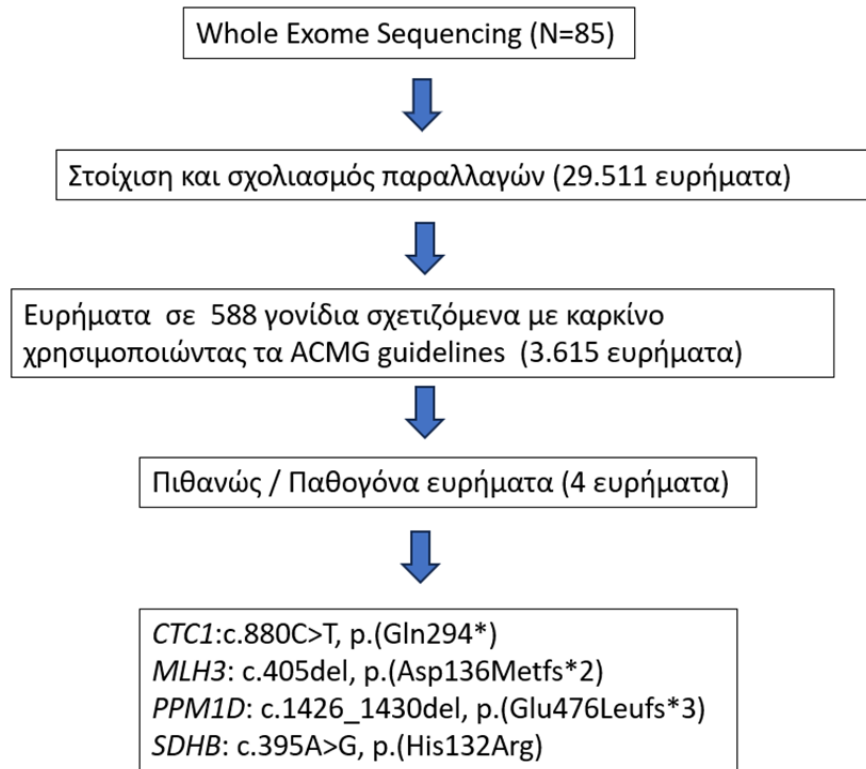 Whole Exome Sequencing (N=85)
Στοίχιση και σχολιασμός παραλλαγών (29.511 ευρήματα)
Ευρήματα σε 588 γονίδια σχετιζόμενα με καρκίνο
χρησιμοποιώντας τα ACMG guidelines (3.615 ευρήματα)
Πιθανώς / Παθογόνα ευρήματα (4 ευρήματα)
CTC1:c.880C>T, p.(Gln294*)
MLH3: c.405del, p.(Asp136Metfs*2)
PPM1D: c.1426_1430del, p.(Glu476Leufs*3)
SDHB: c.395A>G, p.(His132Arg)